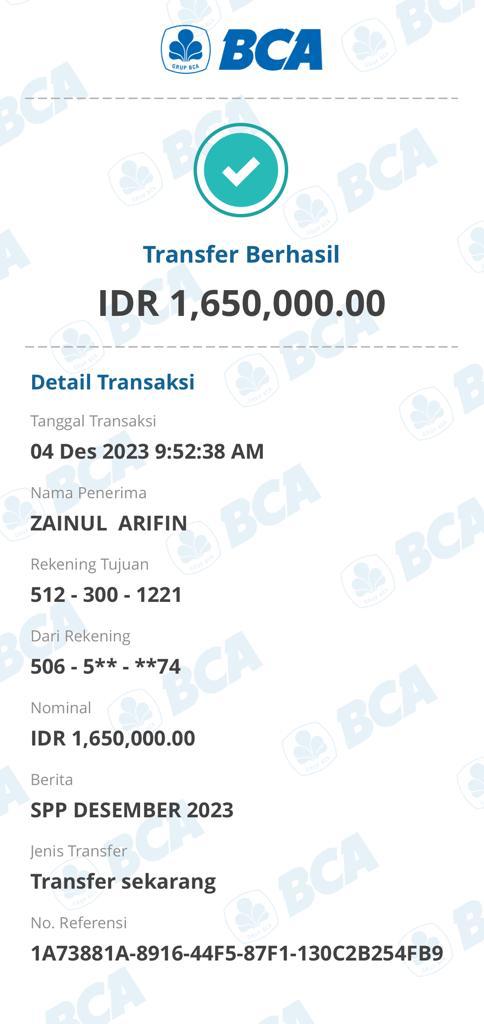 GRUP BCA
BCA
Transfer Berhasil
IDR 1,650,000.00
Detail Transaksi
Tanggal Transaksi
04 Des 2023 9:52:38 AM
Nama Penerima
ZAINUL ARIFIN
Rekening Tujuan
512 - 300 - 1221
Dari Rekening
506 - 5** - **74
Nominal
IDR 1,650,000.00
Berita
SPP DESEMBER 2023
Jenis Transfer
Transfer sekarang
No. Referensi
1A73881A-8916-44F5-87F1-130C2B254FB9